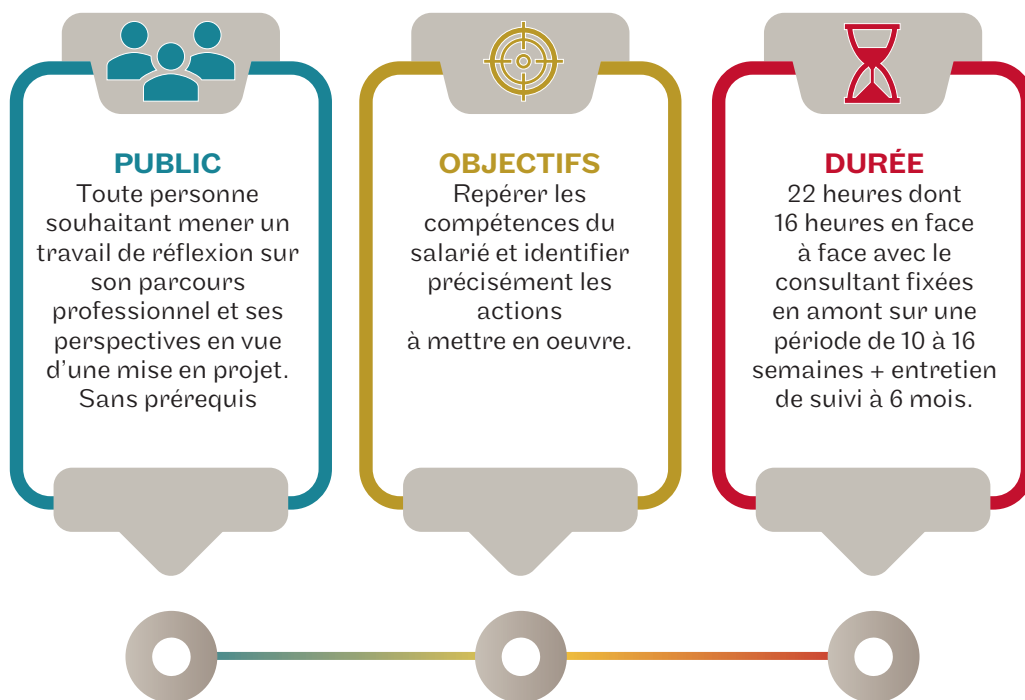 PUBLIC
Toute personne
souhaitant mener un
travail de réflexion sur
son parcours
professionnel et ses
perspectives en vue
d'une mise en projet.
Sans prérequis
OBJECTIFS
Repérer les
compétences du
salarié et identifier
précisément les
actions
à mettre en oeuvre.
DURÉE
22 heures dont
16 heures en face
à face avec le
consultant fixées
en amont sur une
période de 10 à 16
semaines + entretien
de suivi à 6 mois.